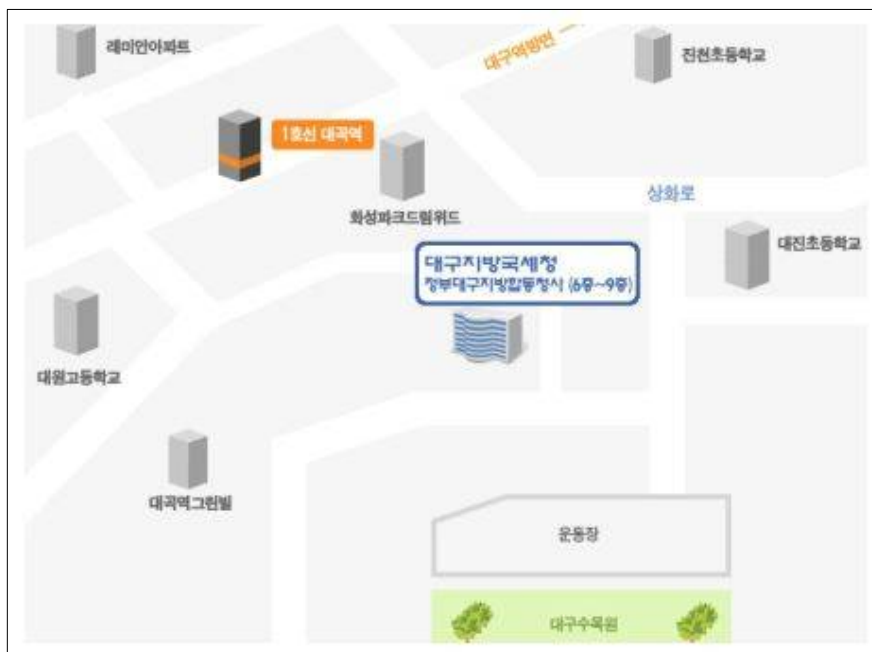 래미안아파트
대구역방면
진천초등학교
1호선 대곡역
화성파크드림위드
상화로
대진초등학교
대구지방국세청
정부대구지방합동청사 (6층~9층)
대원고등학교
대곡역그린빌
운동장
대구수목원